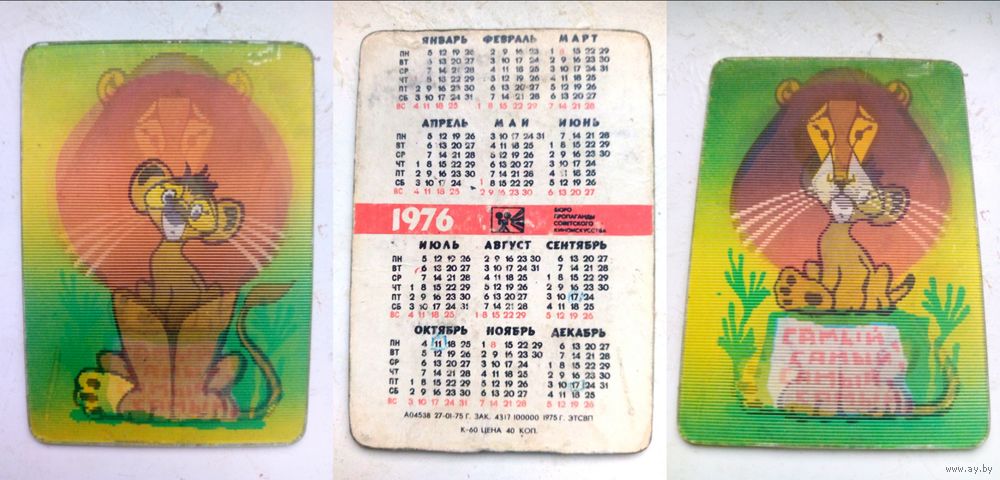 ЯНВАРЬ ФЕВРАЛЬ МАРТ
ПН 5 12 19 26 2 9 16 23 1 8 15 22 29
ВТ 6 13 20 27 3 10 17 24 2 9 16 23 30
СР 7 14 21 28 4 11 18 25 3 10 17 24 31
ЧТ 1 8 15 22 29 5 12 19 26 4 11 18 25
ПТ 2 9 16 23 30 6 13 20 27 5 12 19 26
СБ 3 10 17 24 31 7 14 21 28 6 13 20 27
ВС 4 11 18 25 1 8 15 22 29 7 14 21 28
АПРЕЛЬ МАЙ ИЮНЬ
ПН 5 12 19 26 3 10 17 24 31 7 14 21 28
ВТ 6 13 20 27 4 11 18 25 1 8 15 22 29
СР 7 14 21 28 5 12 19 26 2 9 16 23 30
ЧТ 1 8 15 22 29 6 13 20 27 3 10 17 24
ПТ 2 9 16 23 30 7 14 21 28 4 11 18 25
СБ 3 10 17 24 1 8 15 22 29 5 12 19 26
ВС 4 11 18 25 2 9 16 23 30 6 13 20 27
1976
БЮРО
ПРОПАГАНДЫ
СОВЕТСКОГО
КИНОИСКУССТВА
ИЮЛЬ АВГУСТ СЕНТЯБРЬ
ПН 5 12 19 26 2 9 16 23 30 6 13 20 27
ВТ 6 13 20 27 3 10 17 24 31 7 14 21 28
СР 7 14 21 28 4 11 18 25 1 8 15 22 29
ЧТ 1 8 15 22 29 5 12 19 26 2 9 16 23 30
ПТ 2 9 16 23 30 6 13 20 27 3 10 17 24
СБ 3 10 17 24 31 7 14 21 28 4 11 18 25
ВС 4 11 18 25 1 8 15 22 29 5 12 19 26
ОКТЯБРЬ НОЯБРЬ ДЕКАБРЬ
ПН 4 11 18 25 1 8 15 22 29 6 13 20 27
ВТ 5 12 19 26 2 9 16 23 30 7 14 21 28
СР 6 13 20 27 3 10 17 24 1 8 15 22 29
ЧТ 7 14 21 28 4 11 18 25 2 9 16 23 30
ПТ 1 8 15 22 29 5 12 19 26 3 10 17 24 31
СБ 2 9 16 23 30 6 13 20 27 4 11 18 25
ВС 3 10 17 24 31 7 14 21 28 5 12 19 26
А04538 27-01-75 Г. ЗАК. 4317 100000 1975 Г. ЭТСВП
К-60 ЦЕНА 40 КОП.
САМЫЙ,
САМЫЙ,
САМЫЙ,
САМЫЙ
www.ay.by